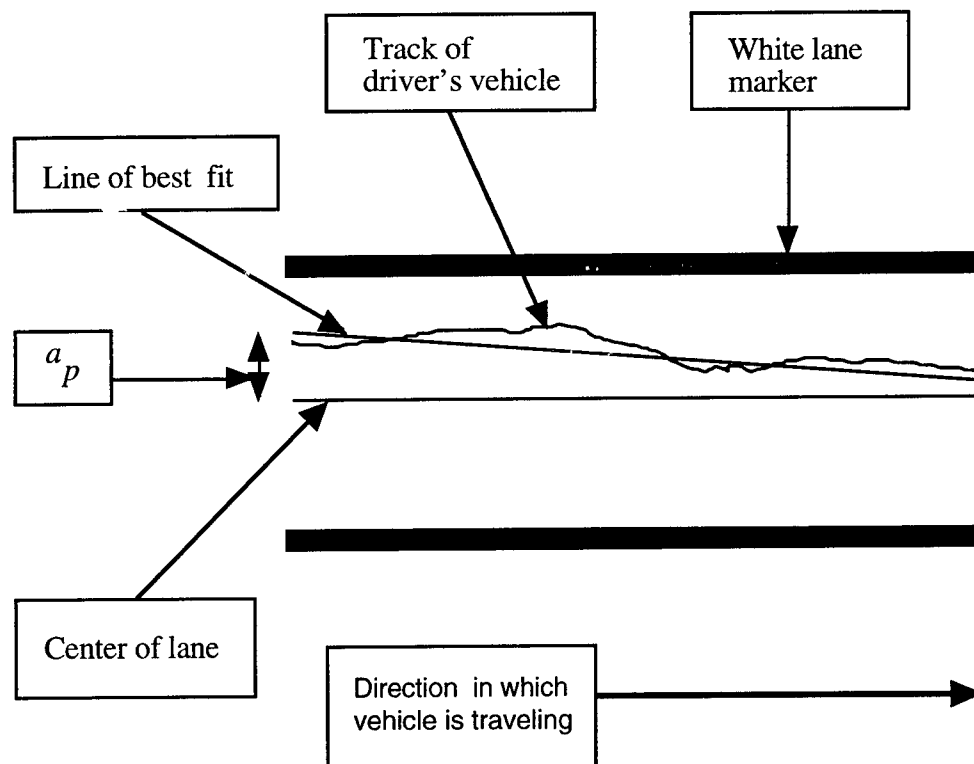 Track of
driver's vehicle
White lane
marker
Line of best fit
a_p
Center of lane
Direction in which
vehicle is traveling